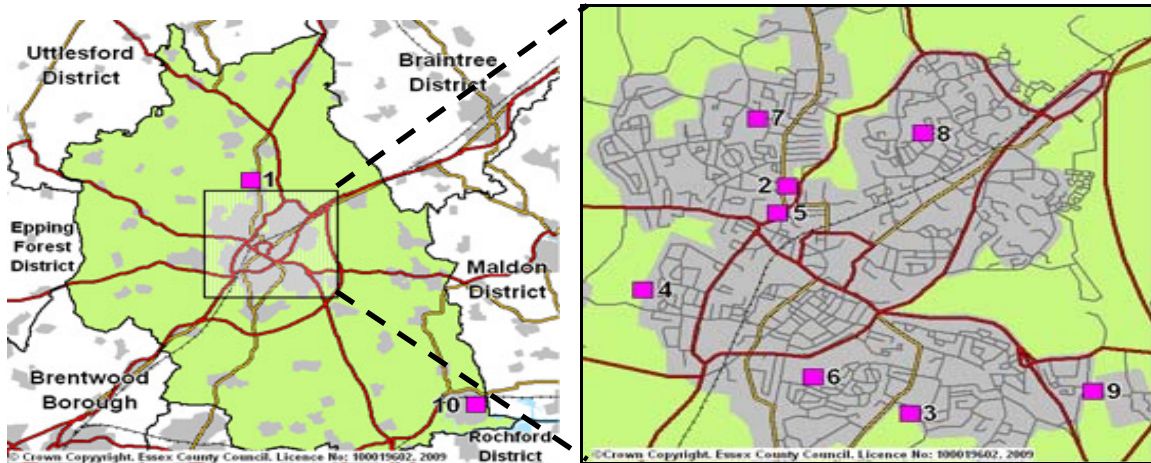 Uttlesford
District
Braintree
District
1
Epping
Forest
District
Maldon
District
Brentwood
Borough
10
Rochford
District
© Crown Copyright. Essex County Council. Licence No: 100019602, 2009
7
8
2
5
4
6
9
3
©Crown Copyright. Essex County Council. Licence No: 100019602, 2009